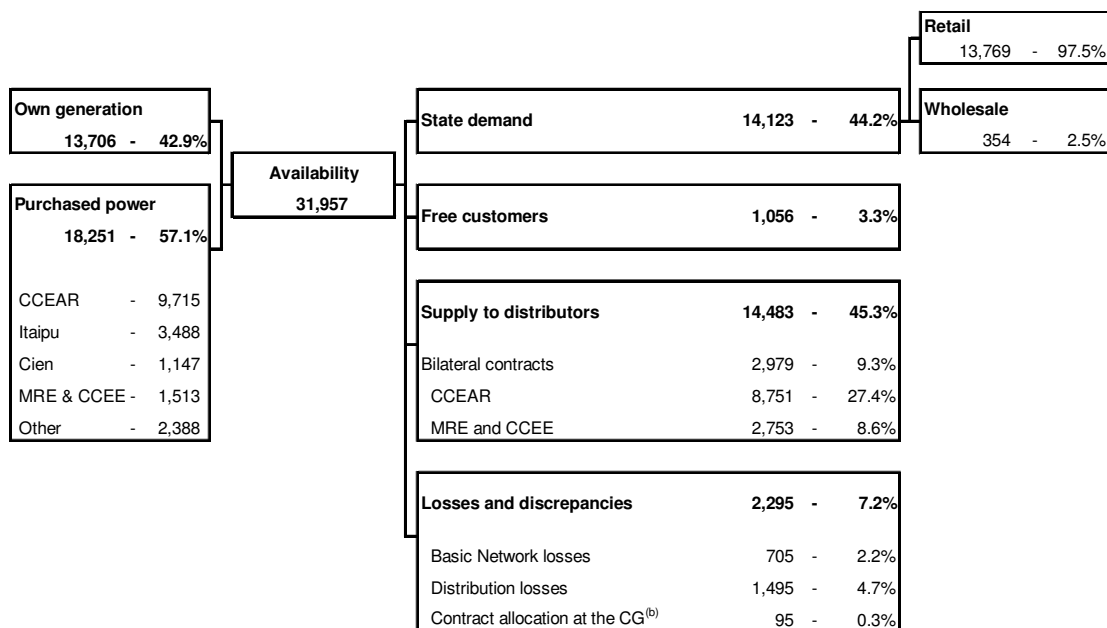 Retail
13,769 - 97.5%
Own generation
13,706 - 42.9%
State demand 14,123 - 44.2%
Wholesale
354 - 2.5%
Availability
31,957
Purchased power
18,251 - 57.1%
CCEAR - 9,715
Itaipu - 3,488
Cien - 1,147
MRE & CCEE - 1,513
Other - 2,388
Free customers 1,056 - 3.3%
Supply to distributors 14,483 - 45.3%
Bilateral contracts 2,979 - 9.3%
CCEAR 8,751 - 27.4%
MRE and CCEE 2,753 - 8.6%
Losses and discrepancies 2,295 - 7.2%
Basic Network losses 705 - 2.2%
Distribution losses 1,495 - 4.7%
Contract allocation at the CG(b) 95 - 0.3%